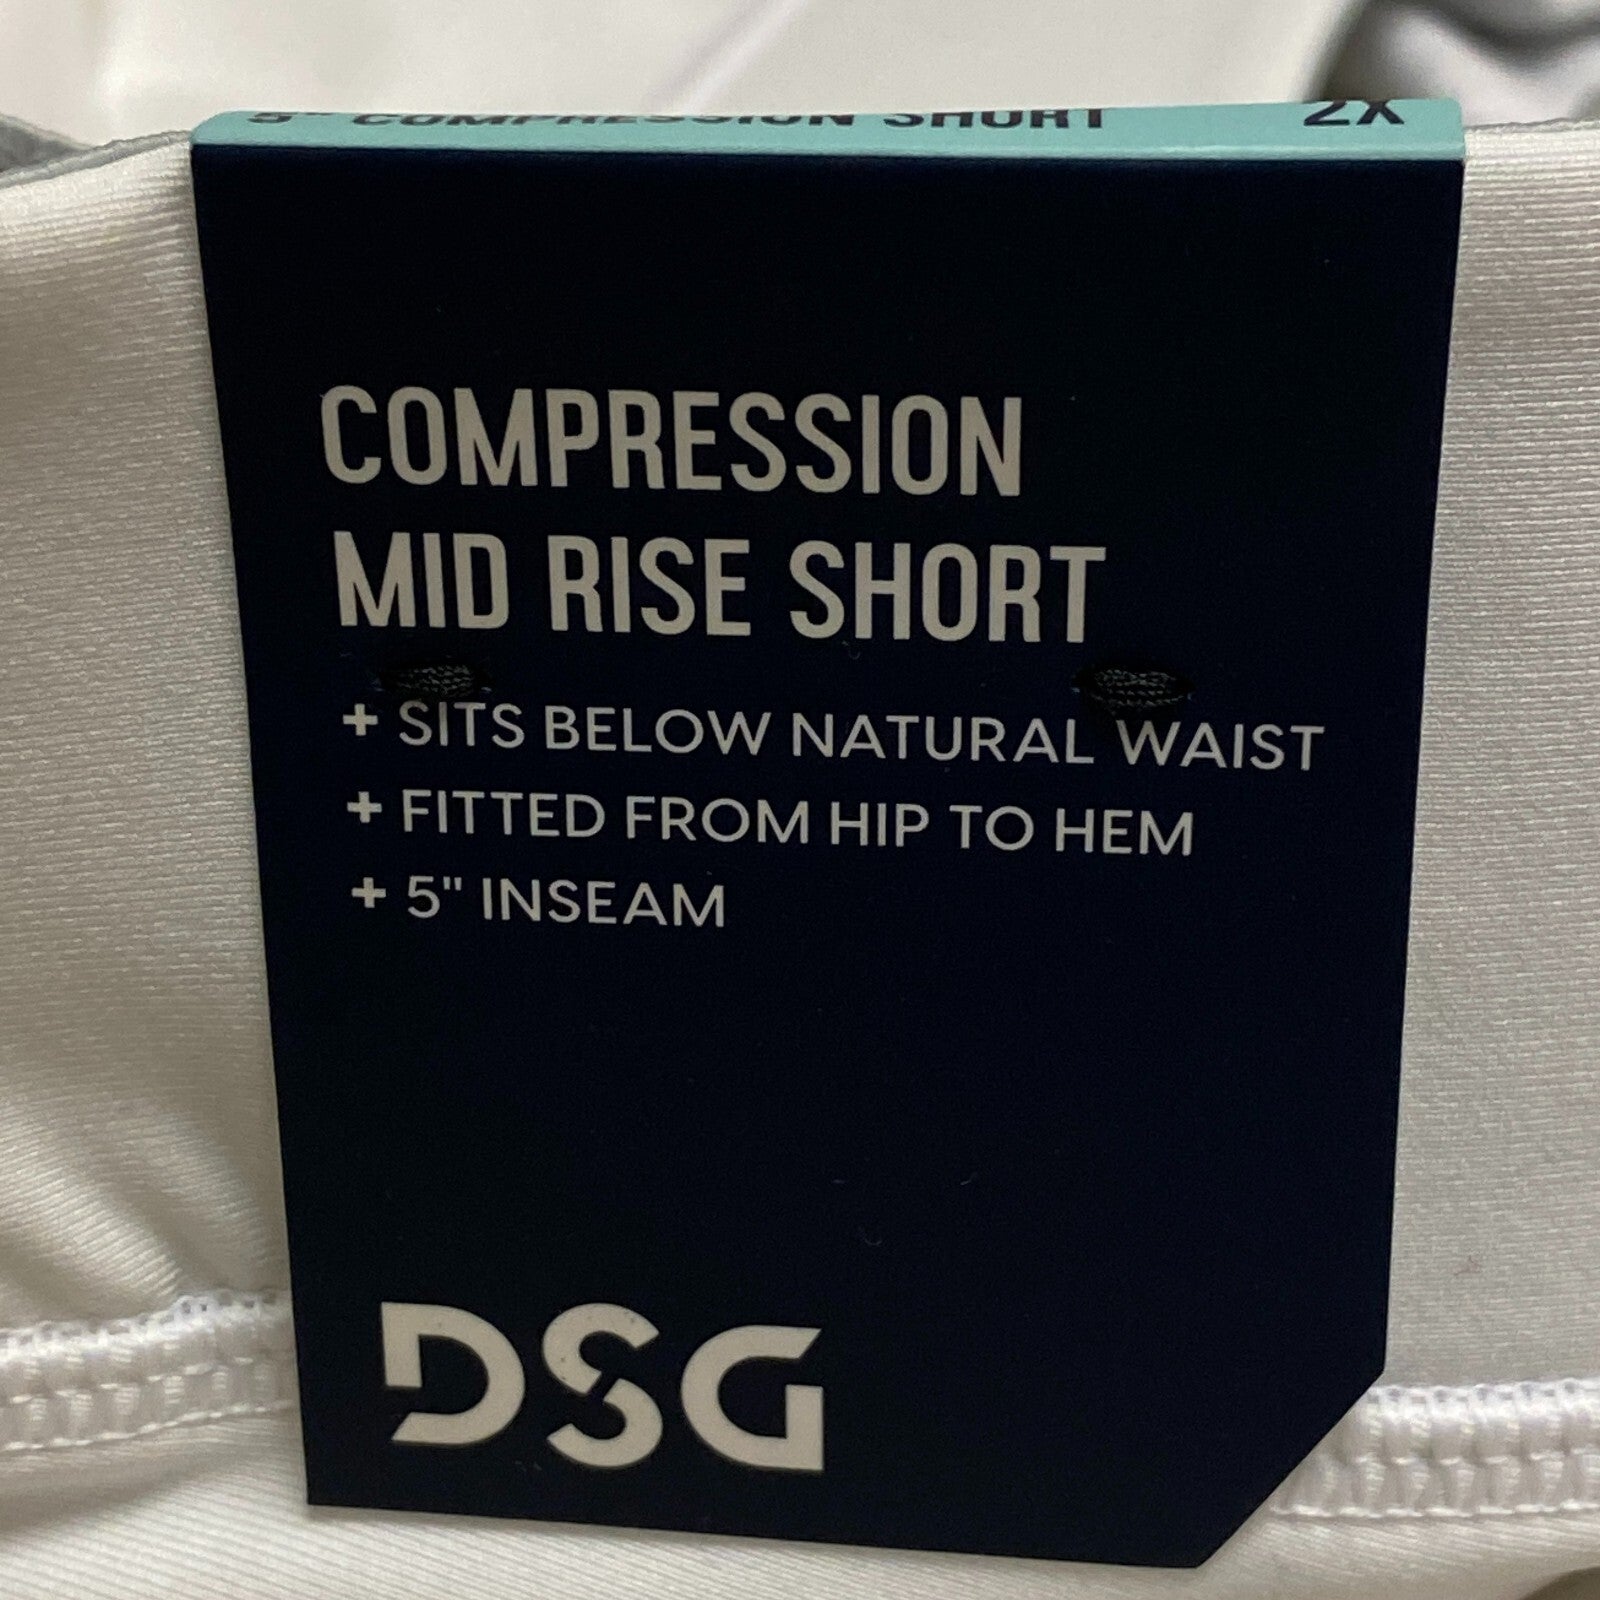 5" COMPRESSION SHORT 2X
COMPRESSION
MID RISE SHORT
+ SITS BELOW NATURAL WAIST
+ FITTED FROM HIP TO HEM
+ 5" INSEAM
DSG